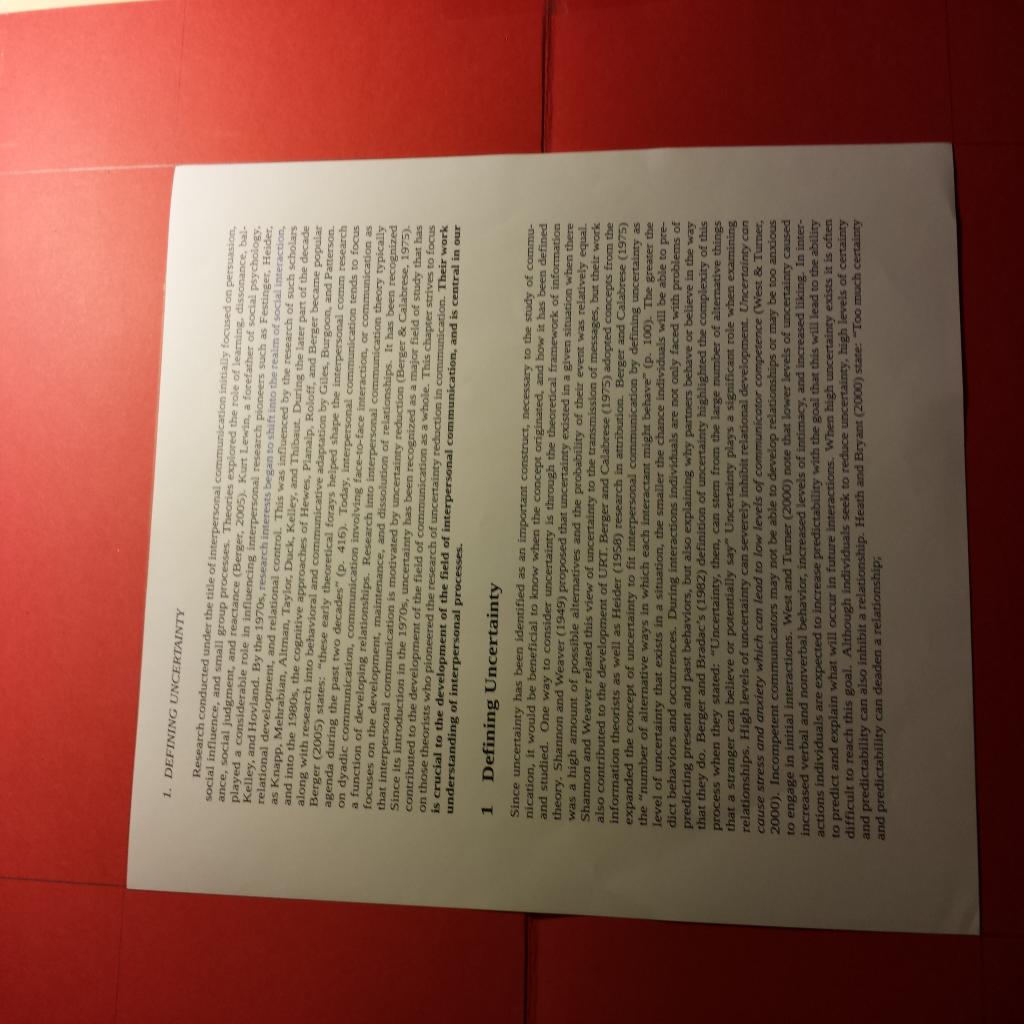 1. DEFINING UNCERTAINTY
Research conducted under the title of interpersonal communication initially focused on persuasion,
social influence, and small group processes. Theories explored the role of learning, dissonance, bal-
ance, social judgment, and reactance (Berger, 2005). Kurt Lewin, a forefather of social psychology,
played a considerable role in influencing interpersonal research pioneers such as Festinger, Heider,
Kelley, and Hovland. By the 1970s, research interests began to shift into the realm of social interaction,
relational development, and relational control. This was influenced by the research of such scholars
as Knapp, Mehrabian, Altman, Taylor, Duck, Kelley, and Thibaut. During the later part of the decade
and into the 1980s, the cognitive approaches of Hewes, Planalp, Roloff, and Berger became popular
along with research into behavioral and communicative adaptation by Giles, Burgoon, and Patterson.
Berger (2005) states: "these early theoretical forays helped shape the interpersonal comm research
agenda during the past two decades" (p. 416). Today, interpersonal communication tends to focus
on dyadic communication, communication involving face-to-face interaction, or communication as
a function of developing relationships. Research into interpersonal communication theory typically
focuses on the development, maintenance, and dissolution of relationships. It has been recognized
that interpersonal communication is motivated by uncertainty reduction (Berger & Calabrese, 1975).
Since its introduction in the 1970s, uncertainty has been recognized as a major field of study that has
contributed to the development of the field of communication as a whole. This chapter strives to focus
on those theorists who pioneered the research of uncertainty reduction in communication. Their work
is crucial to the development of the field of interpersonal communication, and is central in our
understanding of interpersonal processes.
1 Defining Uncertainty
Since uncertainty has been identified as an important construct, necessary to the study of commu-
nication, it would be beneficial to know when the concept originated, and how it has been defined
and studied. One way to consider uncertainty is through the theoretical framework of information
theory. Shannon and Weaver (1949) proposed that uncertainty existed in a given situation when there
was a high amount of possible alternatives and the probability of their event was relatively equal.
Shannon and Weaver related this view of uncertainty to the transmission of messages, but their work
also contributed to the development of URT. Berger and Calabrese (1975) adopted concepts from the
information theorists as well as Heider (1958) research in attribution. Berger and Calabrese (1975)
expanded the concept of uncertainty to fit interpersonal communication by defining uncertainty as
the "number of alternative ways in which each interactant might behave" (p. 100). The greater the
level of uncertainty that exists in a situation, the smaller the chance individuals will be able to pre-
dict behaviors and occurrences. During interactions individuals are not only faced with problems of
predicting present and past behaviors, but also explaining why partners behave or believe in the way
that they do. Berger and Bradac's (1982) definition of uncertainty highlighted the complexity of this
process when they stated: "Uncertainty, then, can stem from the large number of alternative things
that a stranger can believe or potentially say" Uncertainty plays a significant role when examining
relationships. High levels of uncertainty can severely inhibit relational development. Uncertainty can
cause stress and anxiety which can lead to low levels of communicator competence (West & Turner,
2000). Incompetent communicators may not be able to develop relationships or may be too anxious
to engage in initial interactions. West and Turner (2000) note that lower levels of uncertainty caused
increased verbal and nonverbal behavior, increased levels of intimacy, and increased liking. In inter-
actions individuals are expected to increase predictability with the goal that this will lead to the ability
to predict and explain what will occur in future interactions. When high uncertainty exists it is often
difficult to reach this goal. Although individuals seek to reduce uncertainty, high levels of certainty
and predictability can also inhibit a relationship. Heath and Bryant (2000) state: "Too much certainty
and predictability can deaden a relationship;